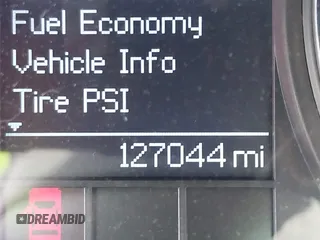 Fuel Economy
Vehicle Info
Tire PSI
127044 mi
DREAMBID